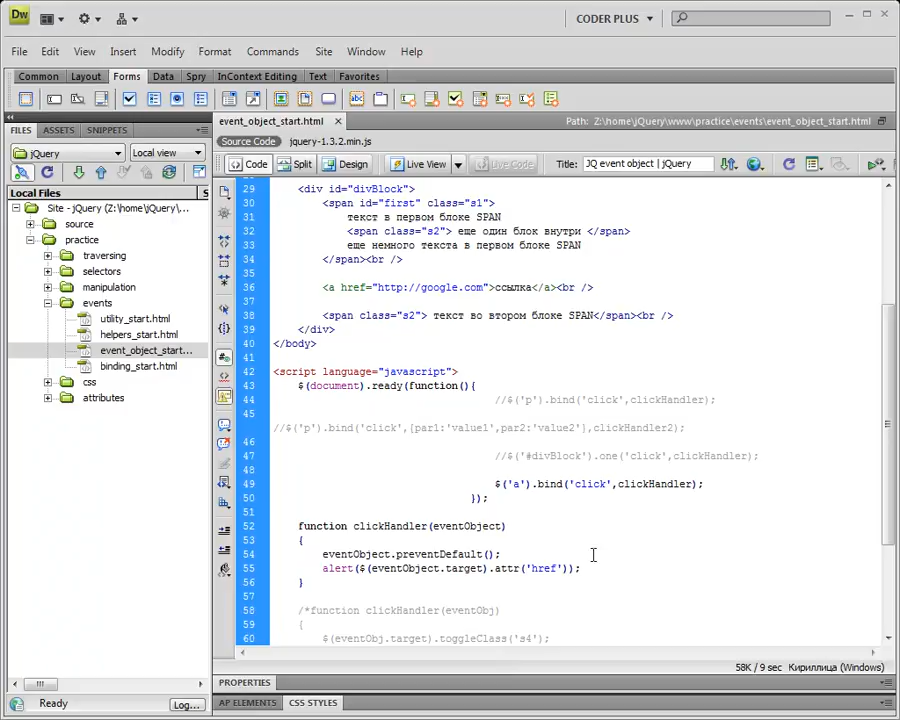 Dw
CODER PLUS
File Edit View Insert Modify Format Commands Site Window Help
Common Layout Forms Data Spry InContext Editing Text Favorites
FILES ASSETS SNIPPETS
event_object_start.html
Path: Z:\home\jQuery\www\practice\events\event_object_start.html
Source Code jquery-1.3.2.min.js
jQuery Local view
Code Split Design Live View Live Code Title: JQ event object | jQuery
Local Files
Site - jQuery (Z:\home\jQuery\...
source
practice
traversing
selectors
manipulation
events
utility_start.html
helpers_start.html
event_object_start...
binding_start.html
css
attributes
29 <div id="divBlock">
30 <span id="first" class="s1">
31 текст в первом блоке SPAN
32 <span class="s2"> еще один блок внутри </span>
33 еще немного текста в первом блоке SPAN
34 </span><br />
35
36 <a href="http://google.com">ссылка</a><br />
37
38 <span class="s2"> текст во втором блоке SPAN</span><br />
39 </div>
40 </body>
41
42 <script language="javascript">
43 $(document).ready(function(){
44 //$('p').bind('click',clickHandler);
45
//$('p').bind('click',{par1:'value1',par2:'value2'},clickHandler2);
46
47 //$('#divBlock').one('click',clickHandler);
48
49 $('a').bind('click',clickHandler);
50 });
51
52 function clickHandler(eventObject)
53 {
54 eventObject.preventDefault();
55 alert($(eventObject.target).attr('href'));
56 }
57
58 /*function clickHandler(eventObj)
59 {
60 $(eventObj.target).toggleClass('s4');
58K / 9 sec Кириллица (Windows)
PROPERTIES
Ready Log...
AP ELEMENTS CSS STYLES